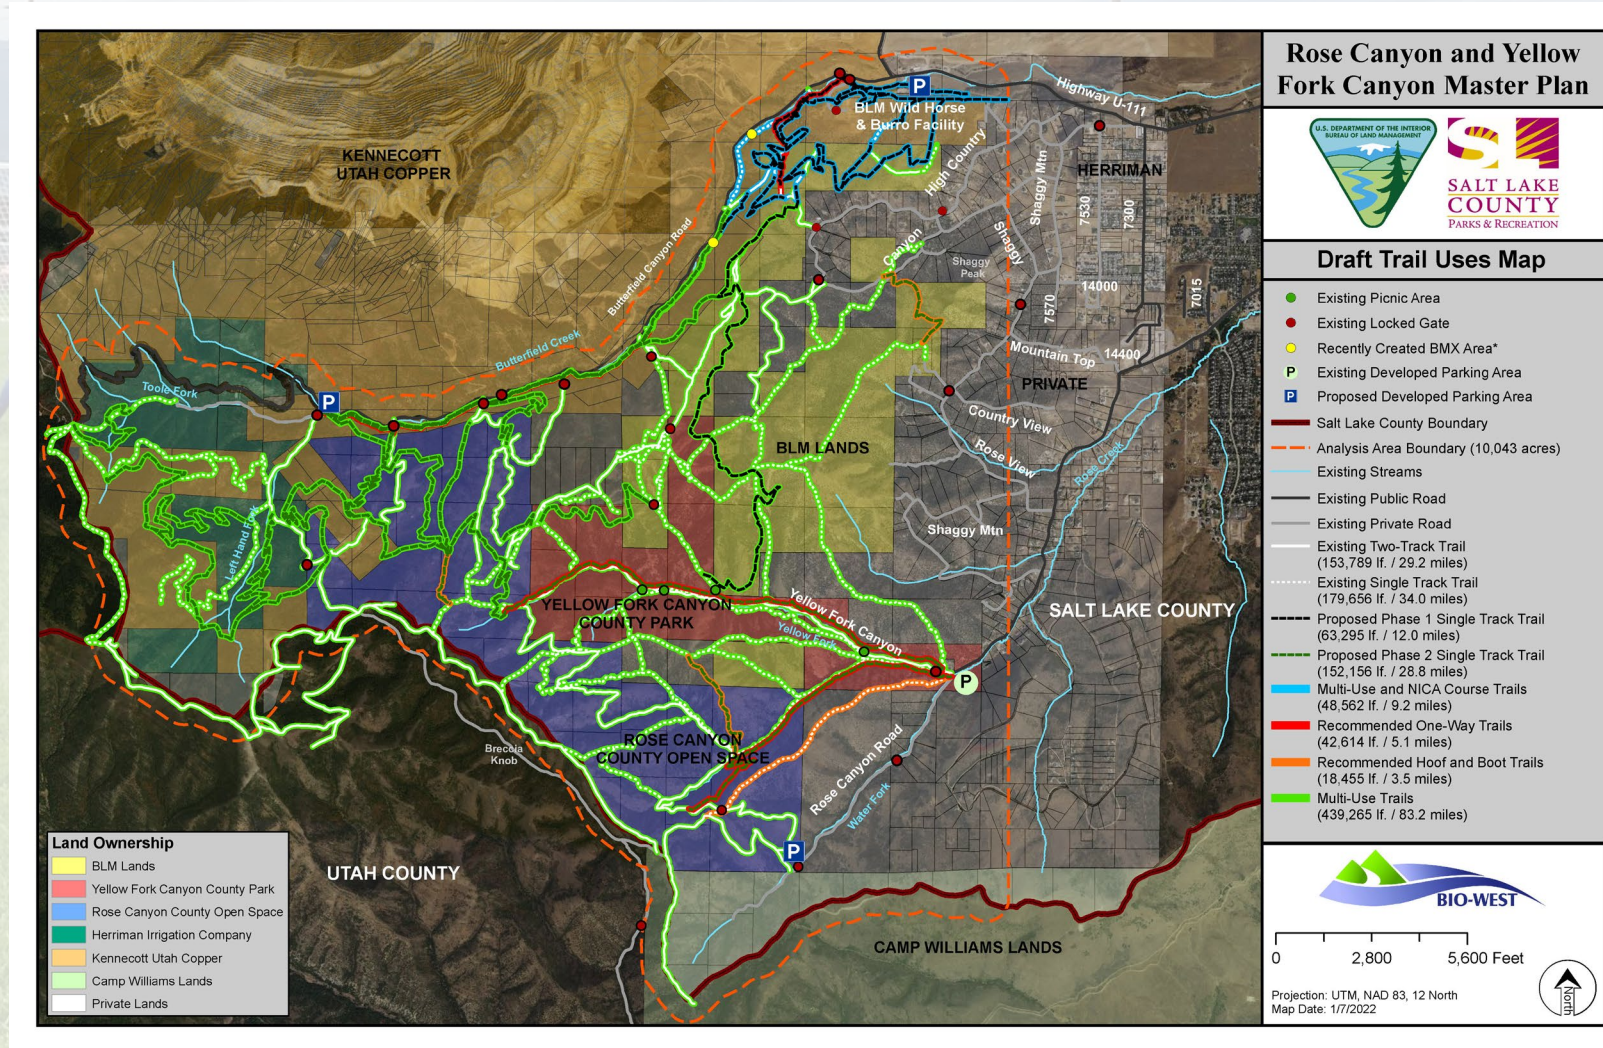 Rose Canyon and Yellow
Fork Canyon Master Plan
U.S. DEPARTMENT OF THE INTERIOR
BUREAU OF LAND MANAGEMENT
SL
SALT LAKE
COUNTY
PARKS & RECREATION
Draft Trail Uses Map
Existing Picnic Area
Existing Locked Gate
Recently Created BMX Area*
P Existing Developed Parking Area
P Proposed Developed Parking Area
Salt Lake County Boundary
Analysis Area Boundary (10,043 acres)
Existing Streams
Existing Public Road
Existing Private Road
Existing Two-Track Trail
(153,789 lf. / 29.2 miles)
Existing Single Track Trail
(179,656 lf. / 34.0 miles)
Proposed Phase 1 Single Track Trail
(63,295 lf. / 12.0 miles)
Proposed Phase 2 Single Track Trail
(152,156 lf. / 28.8 miles)
Multi-Use and NICA Course Trails
(48,562 lf. / 9.2 miles)
Recommended One-Way Trails
(42,614 lf. / 5.1 miles)
Recommended Hoof and Boot Trails
(18,455 lf. / 3.5 miles)
Multi-Use Trails
(439,265 lf. / 83.2 miles)
BIO-WEST
0 2,800 5,600 Feet
Projection: UTM, NAD 83, 12 North
Map Date: 1/7/2022
North
KENNECOTT
UTAH COPPER
P
BLM Wild Horse
& Burro Facility
Highway U-111
HERRIMAN
High Country
Shaggy Mtn
7530
7300
Butterfield Canyon Road
Canyon
Shaggy
Shaggy
Peak
14000
7015
7570
Butterfield Creek
Mountain Top
14400
PRIVATE
Toole Fork
P
Country View
BLM LANDS
Rose View
Rose Creek
Left Hand Fork
Shaggy Mtn
YELLOW FORK CANYON
COUNTY PARK
Yellow Fork Canyon
Yellow Fork
SALT LAKE COUNTY
P
ROSE CANYON
COUNTY OPEN SPACE
Breccia
Knob
Rose Canyon Road
Water Fork
P
UTAH COUNTY
CAMP WILLIAMS LANDS
Land Ownership
BLM Lands
Yellow Fork Canyon County Park
Rose Canyon County Open Space
Herriman Irrigation Company
Kennecott Utah Copper
Camp Williams Lands
Private Lands